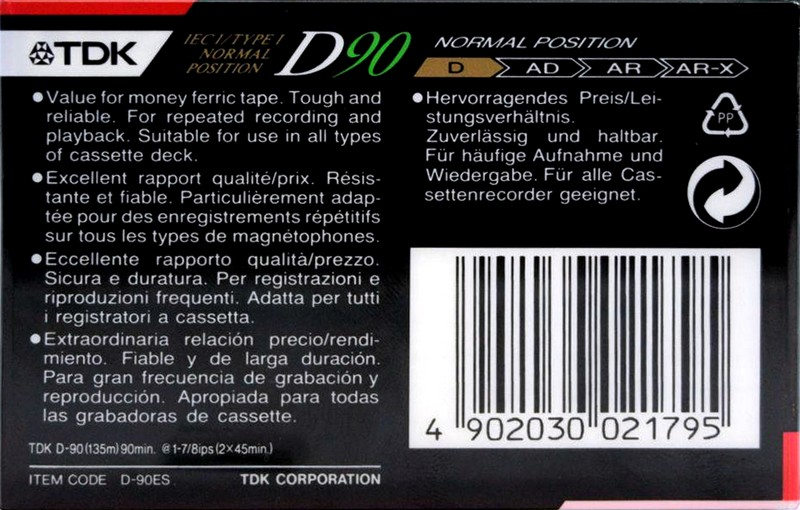 TDK
IEC I/TYPE I
NORMAL
POSITION
D90
NORMAL POSITION
D AD AR AR-X
●Value for money ferric tape. Tough and
reliable. For repeated recording and
playback. Suitable for use in all types
of cassette deck.
●Excellent rapport qualité/prix. Résis-
tante et fiable. Particulièrement adap-
tée pour des enregistrements répétitifs
sur tous les types de magnétophones.
●Eccellente rapporto qualità/prezzo.
Sicura e duratura. Per registrazioni e
riproduzioni frequenti. Adatta per tutti
i registratori a cassetta.
●Extraordinaria relación precio/rendi-
miento. Fiable y de larga duración.
Para gran frecuencia de grabación y
reproducción. Apropiada para todas
las grabadoras de cassette.
TDK D-90 (135m) 90min. @1-7/8ips (2×45min.)
ITEM CODE D-90ES TDK CORPORATION
●Hervorragendes Preis/Lei-
stungsverhältnis.
Zuverlässig und haltbar.
Für häufige Aufnahme und
Wiedergabe. Für alle Cas-
settenrecorder geeignet.
PP
4 902030 021795